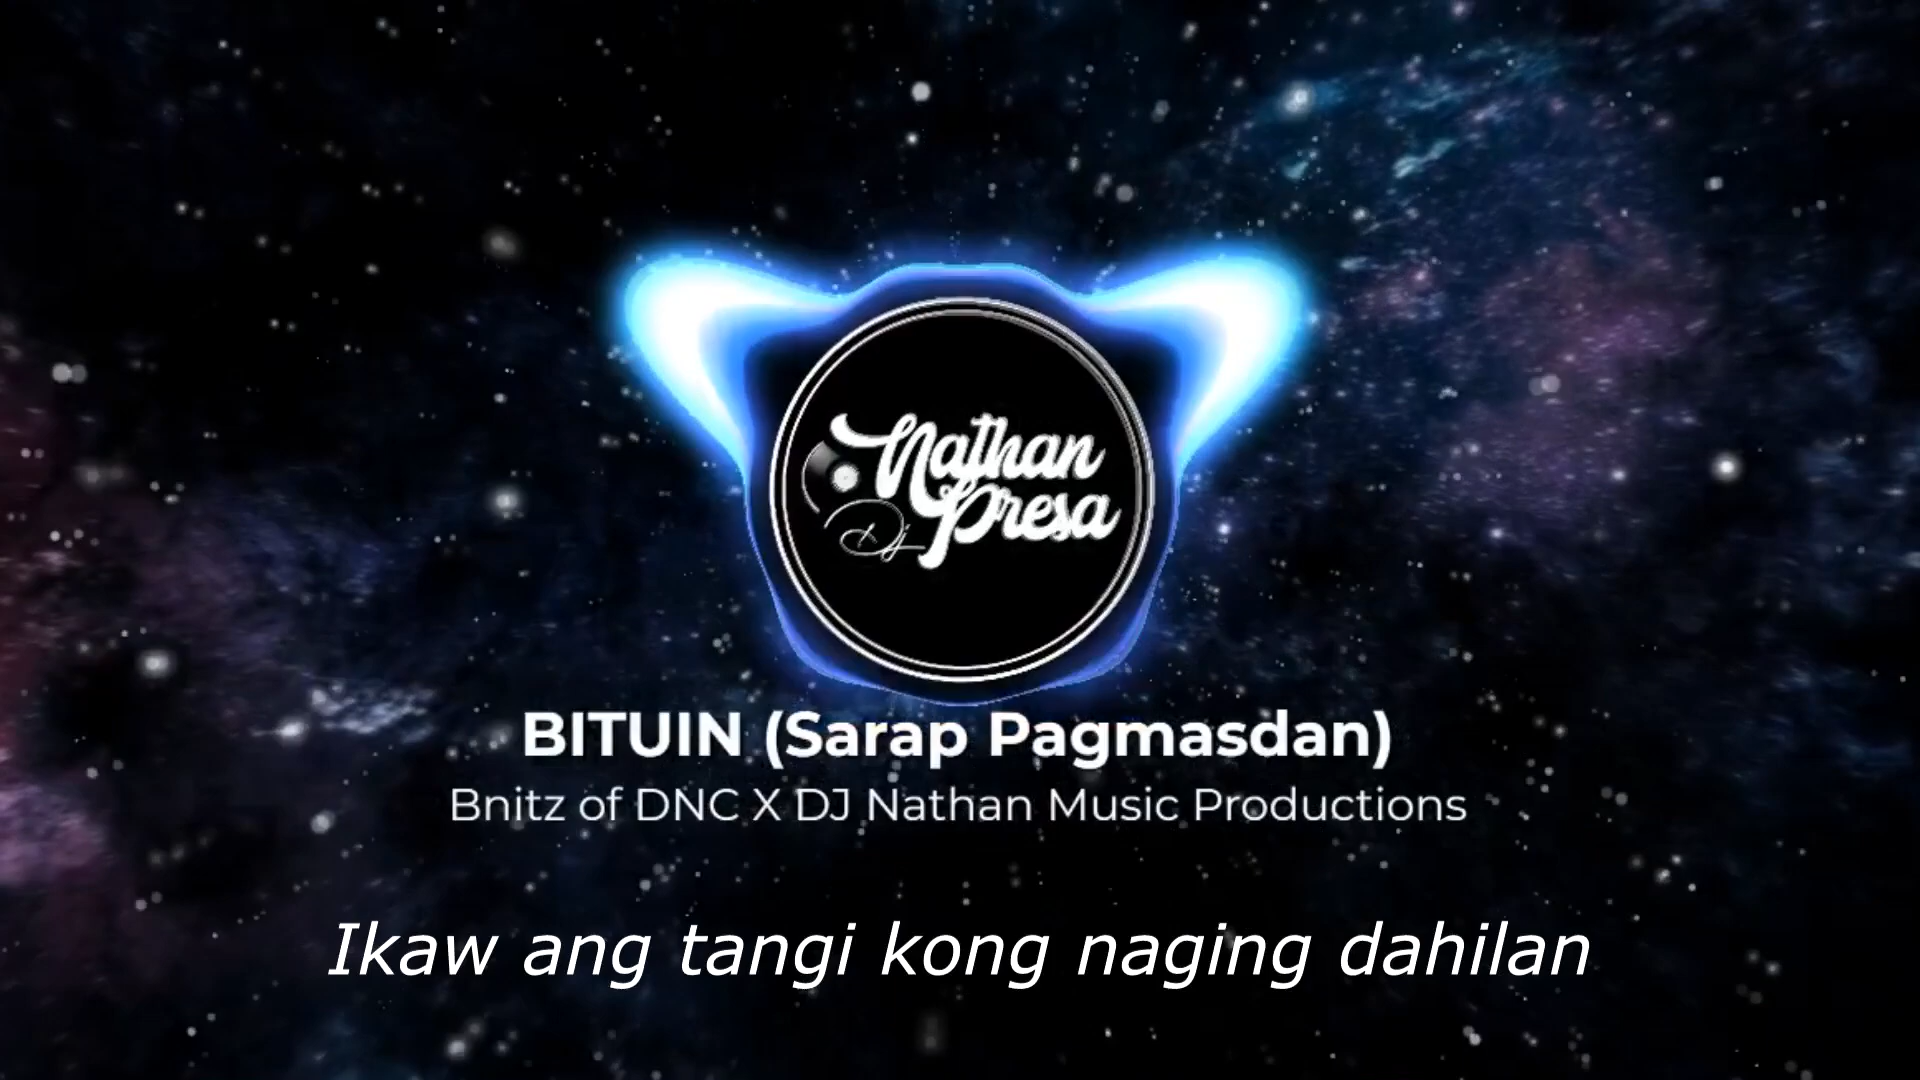 Nathan
Presa
Dj
BITUIN (Sarap Pagmasdan)
Bnitz of DNC X DJ Nathan Music Productions
Ikaw ang tangi kong naging dahilan